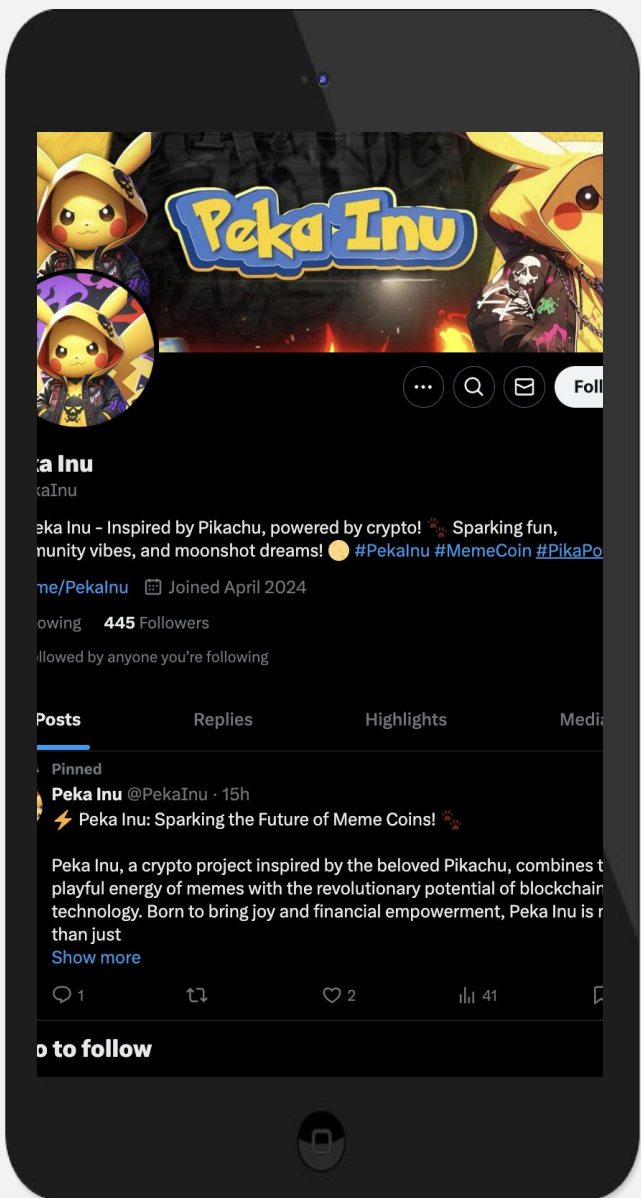 Peka Inu
Foll
ka Inu
kaInu
eka Inu - Inspired by Pikachu, powered by crypto! 🐾 Sparking fun,
munity vibes, and moonshot dreams! 🌕 #PekaInu #MemeCoin #PikaPo
me/PekaInu Joined April 2024
owing 445 Followers
llowed by anyone you’re following
Posts Replies Highlights Media
Pinned
Peka Inu @PekaInu · 15h
⚡ Peka Inu: Sparking the Future of Meme Coins! 🐾
Peka Inu, a crypto project inspired by the beloved Pikachu, combines t
playful energy of memes with the revolutionary potential of blockchain
technology. Born to bring joy and financial empowerment, Peka Inu is r
than just
Show more
1 2 41
o to follow